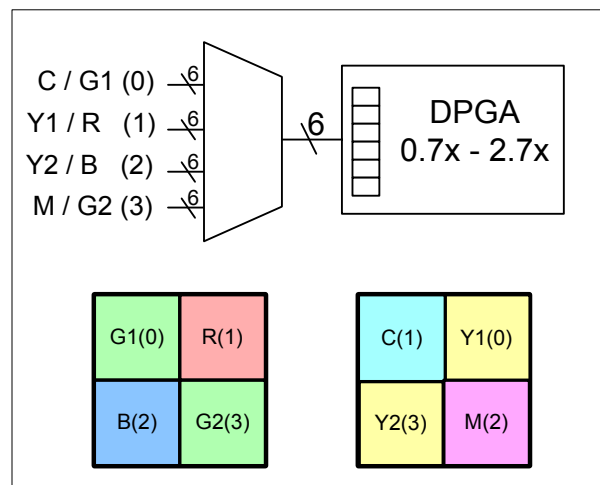 C / G1 (0) 6
Y1 / R (1) 6
Y2 / B (2) 6
M / G2 (3) 6
6
DPGA
0.7x - 2.7x
G1(0) R(1)
B(2) G2(3)
C(1) Y1(0)
Y2(3) M(2)